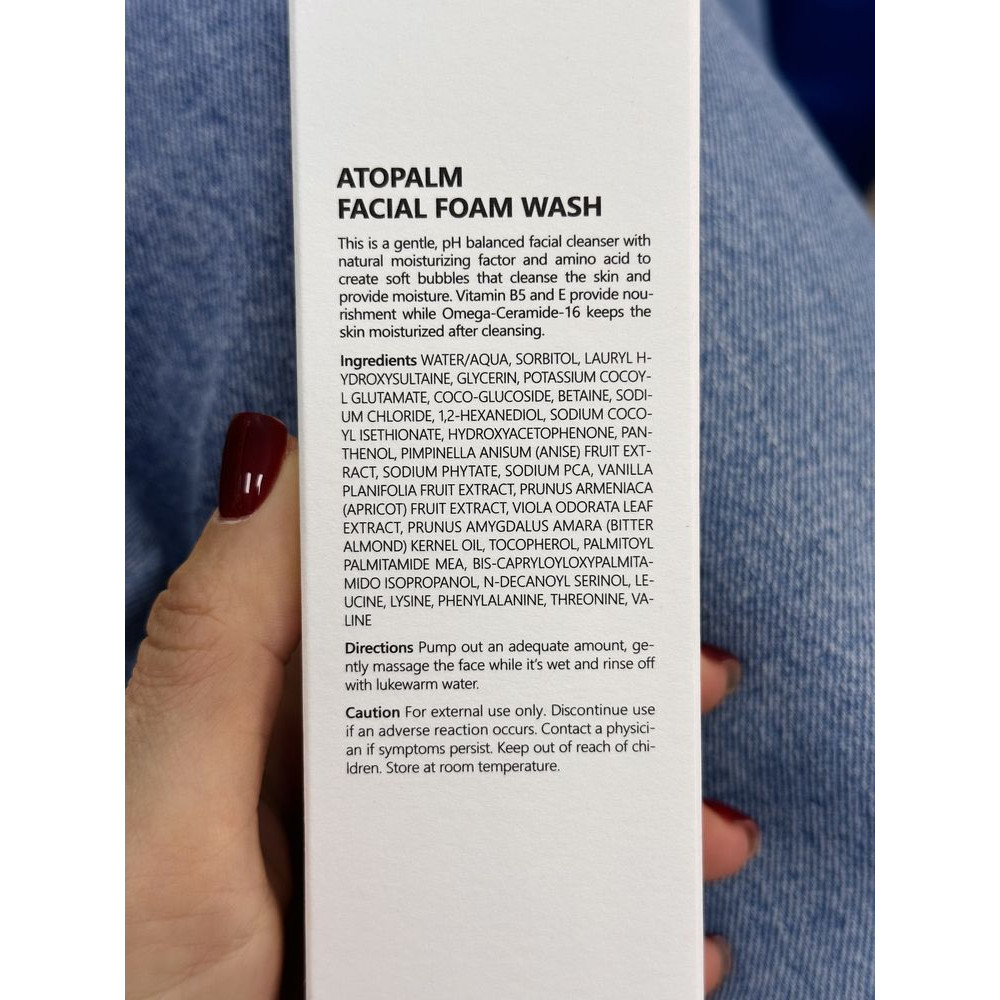 ATOPALM
FACIAL FOAM WASH
This is a gentle, pH balanced facial cleanser with
natural moisturizing factor and amino acid to
create soft bubbles that cleanse the skin and
provide moisture. Vitamin B5 and E provide nou-
rishment while Omega-Ceramide-16 keeps the
skin moisturized after cleansing.
Ingredients WATER/AQUA, SORBITOL, LAURYL H-
YDROXYSULTAINE, GLYCERIN, POTASSIUM COCOY-
L GLUTAMATE, COCO-GLUCOSIDE, BETAINE, SODI-
UM CHLORIDE, 1,2-HEXANEDIOL, SODIUM COCO-
YL ISETHIONATE, HYDROXYACETOPHENONE, PAN-
THENOL, PIMPINELLA ANISUM (ANISE) FRUIT EXT-
RACT, SODIUM PHYTATE, SODIUM PCA, VANILLA
PLANIFOLIA FRUIT EXTRACT, PRUNUS ARMENIACA
(APRICOT) FRUIT EXTRACT, VIOLA ODORATA LEAF
EXTRACT, PRUNUS AMYGDALUS AMARA (BITTER
ALMOND) KERNEL OIL, TOCOPHEROL, PALMITOYL
PALMITAMIDE MEA, BIS-CAPRYLOYLOXYPALMITA-
MIDO ISOPROPANOL, N-DECANOYL SERINOL, LE-
UCINE, LYSINE, PHENYLALANINE, THREONINE, VA-
LINE
Directions Pump out an adequate amount, ge-
ntly massage the face while it's wet and rinse off
with lukewarm water.
Caution For external use only. Discontinue use
if an adverse reaction occurs. Contact a physici-
an if symptoms persist. Keep out of reach of chi-
ldren. Store at room temperature.